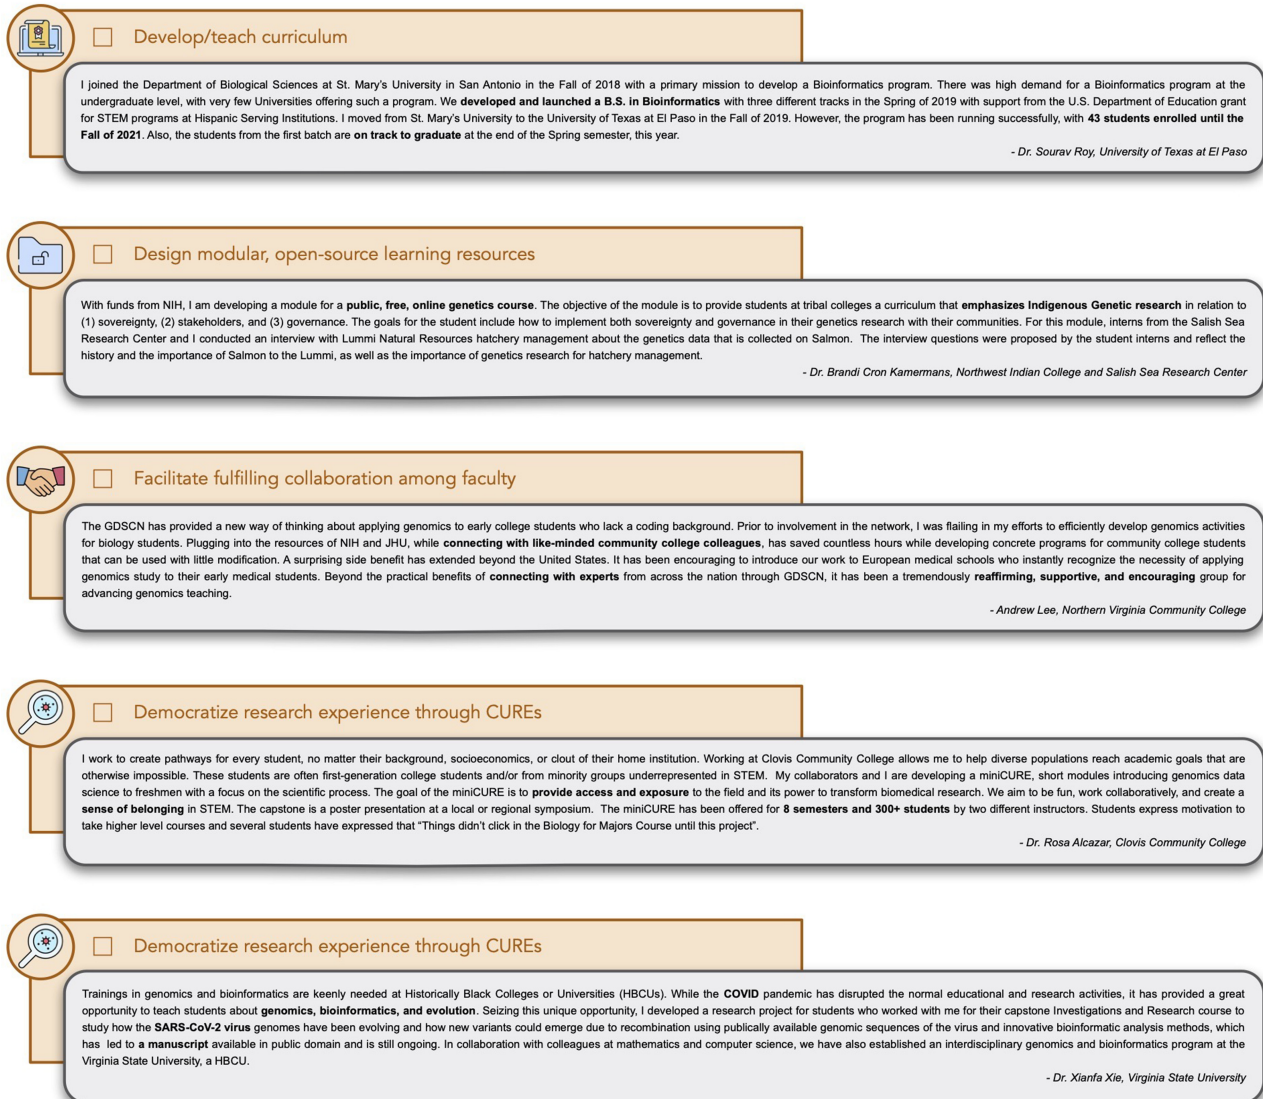 Develop/teach curriculum
I joined the Department of Biological Sciences at St. Mary's University in San Antonio in the Fall of 2018 with a primary mission to develop a Bioinformatics program. There was high demand for a Bioinformatics program at the
undergraduate level, with very few Universities offering such a program. We developed and launched a B.S. in Bioinformatics with three different tracks in the Spring of 2019 with support from the U.S. Department of Education grant
for STEM programs at Hispanic Serving Institutions. I moved from St. Mary's University to the University of Texas at El Paso in the Fall of 2019. However, the program has been running successfully, with 43 students enrolled until the
Fall of 2021. Also, the students from the first batch are on track to graduate at the end of the Spring semester, this year.
- Dr. Sourav Roy, University of Texas at El Paso
Design modular, open-source learning resources
With funds from NIH, I am developing a module for a public, free, online genetics course. The objective of the module is to provide students at tribal colleges a curriculum that emphasizes Indigenous Genetic research in relation to
(1) sovereignty, (2) stakeholders, and (3) governance. The goals for the student include how to implement both sovereignty and governance in their genetics research with their communities. For this module, interns from the Salish Sea
Research Center and I conducted an interview with Lummi Natural Resources hatchery management about the genetics data that is collected on Salmon. The interview questions were proposed by the student interns and reflect the
history and the importance of Salmon to the Lummi, as well as the importance of genetics research for hatchery management.
- Dr. Brandi Cron Kamermans, Northwest Indian College and Salish Sea Research Center
Facilitate fulfilling collaboration among faculty
The GDSCN has provided a new way of thinking about applying genomics to early college students who lack a coding background. Prior to involvement in the network, I was flailing in my efforts to efficiently develop genomics activities
for biology students. Plugging into the resources of NIH and JHU, while connecting with like-minded community college colleagues, has saved countless hours while developing concrete programs for community college students
that can be used with little modification. A surprising side benefit has extended beyond the United States. It has been encouraging to introduce our work to European medical schools who instantly recognize the necessity of applying
genomics study to their early medical students. Beyond the practical benefits of connecting with experts from across the nation through GDSCN, it has been a tremendously reaffirming, supportive, and encouraging group for
advancing genomics teaching.
- Andrew Lee, Northern Virginia Community College
Democratize research experience through CUREs
I work to create pathways for every student, no matter their background, socioeconomics, or clout of their home institution. Working at Clovis Community College allows me to help diverse populations reach academic goals that are
otherwise impossible. These students are often first-generation college students and/or from minority groups underrepresented in STEM. My collaborators and I are developing a miniCURE, short modules introducing genomics data
science to freshmen with a focus on the scientific process. The goal of the miniCURE is to provide access and exposure to the field and its power to transform biomedical research. We aim to be fun, work collaboratively, and create a
sense of belonging in STEM. The capstone is a poster presentation at a local or regional symposium. The miniCURE has been offered for 8 semesters and 300+ students by two different instructors. Students express motivation to
take higher level courses and several students have expressed that “Things didn't click in the Biology for Majors Course until this project”.
- Dr. Rosa Alcazar, Clovis Community College
Democratize research experience through CUREs
Trainings in genomics and bioinformatics are keenly needed at Historically Black Colleges or Universities (HBCUs). While the COVID pandemic has disrupted the normal educational and research activities, it has provided a great
opportunity to teach students about genomics, bioinformatics, and evolution. Seizing this unique opportunity, I developed a research project for students who worked with me for their capstone Investigations and Research course to
study how the SARS-CoV-2 virus genomes have been evolving and how new variants could emerge due to recombination using publically available genomic sequences of the virus and innovative bioinformatic analysis methods, which
has led to a manuscript available in public domain and is still ongoing. In collaboration with colleagues at mathematics and computer science, we have also established an interdisciplinary genomics and bioinformatics program at the
Virginia State University, a HBCU.
- Dr. Xianfa Xie, Virginia State University